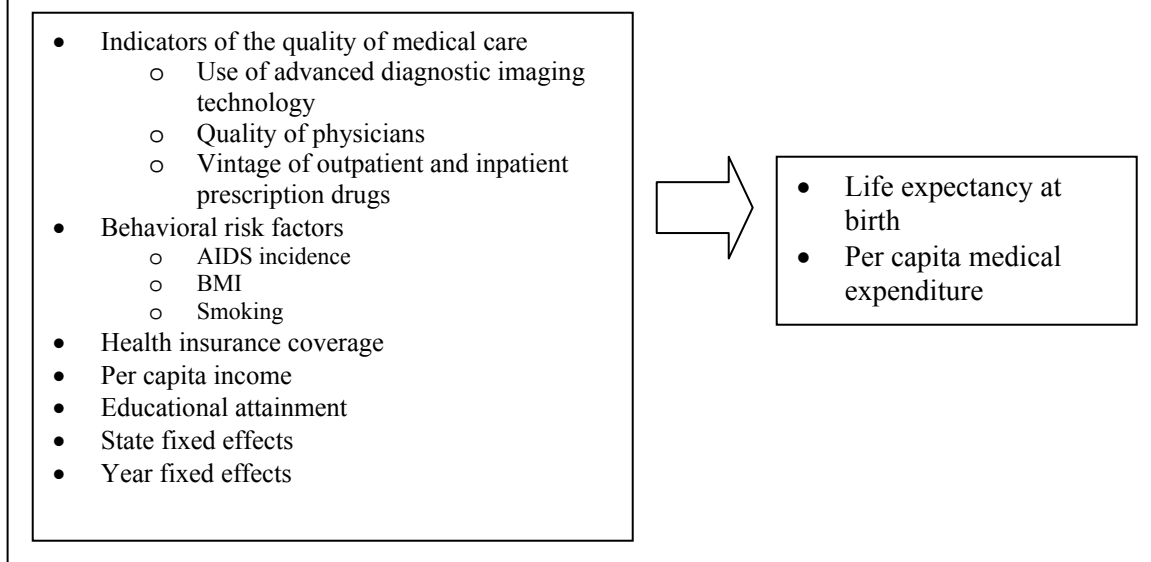 • Indicators of the quality of medical care
o Use of advanced diagnostic imaging
technology
o Quality of physicians
o Vintage of outpatient and inpatient
prescription drugs
• Behavioral risk factors
o AIDS incidence
o BMI
o Smoking
• Health insurance coverage
• Per capita income
• Educational attainment
• State fixed effects
• Year fixed effects
• Life expectancy at
birth
• Per capita medical
expenditure